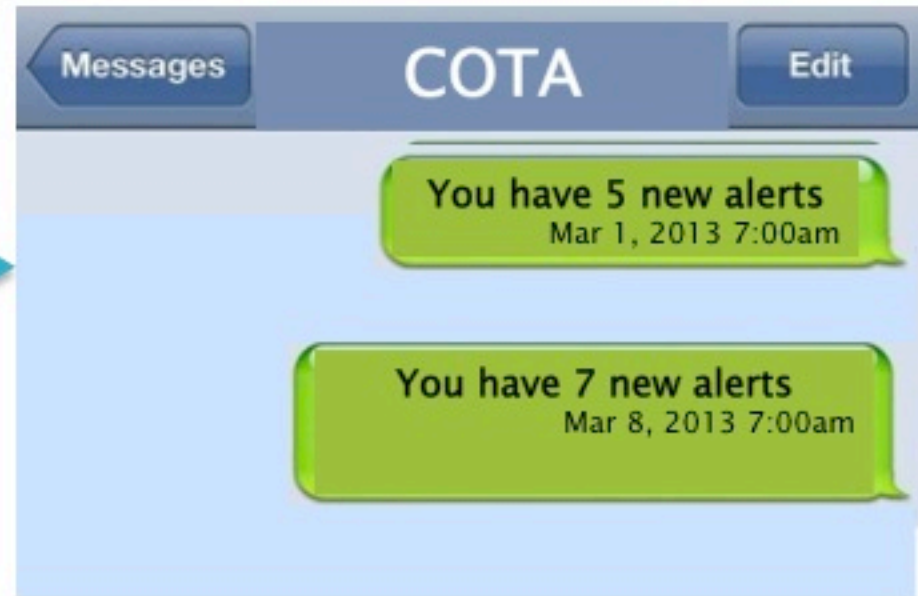 Messages
COTA
Edit
You have 5 new alerts
Mar 1, 2013 7:00am
You have 7 new alerts
Mar 8, 2013 7:00am